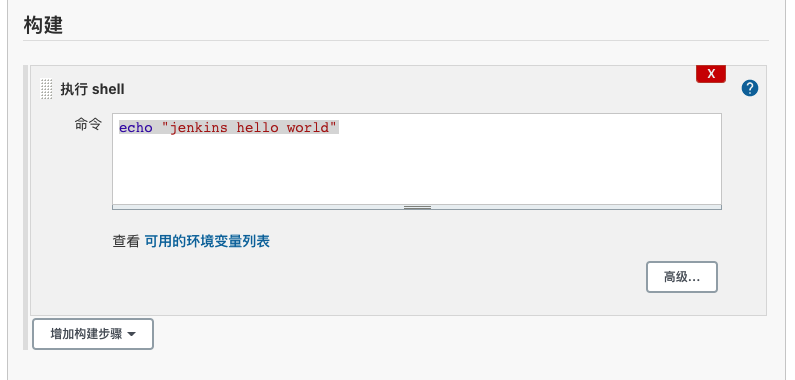 构建
执行 shell
X
?
命令
echo "jenkins hello world"
查看 可用的环境变量列表
高级...
增加构建步骤